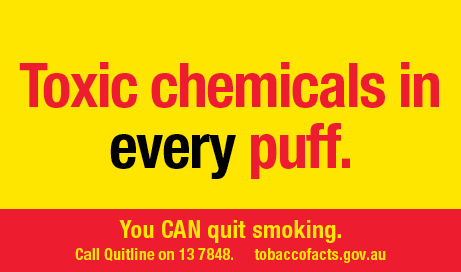 Toxic chemicals in
every puff.
You CAN quit smoking.
Call Quitline on 13 7848. tobaccofacts.gov.au